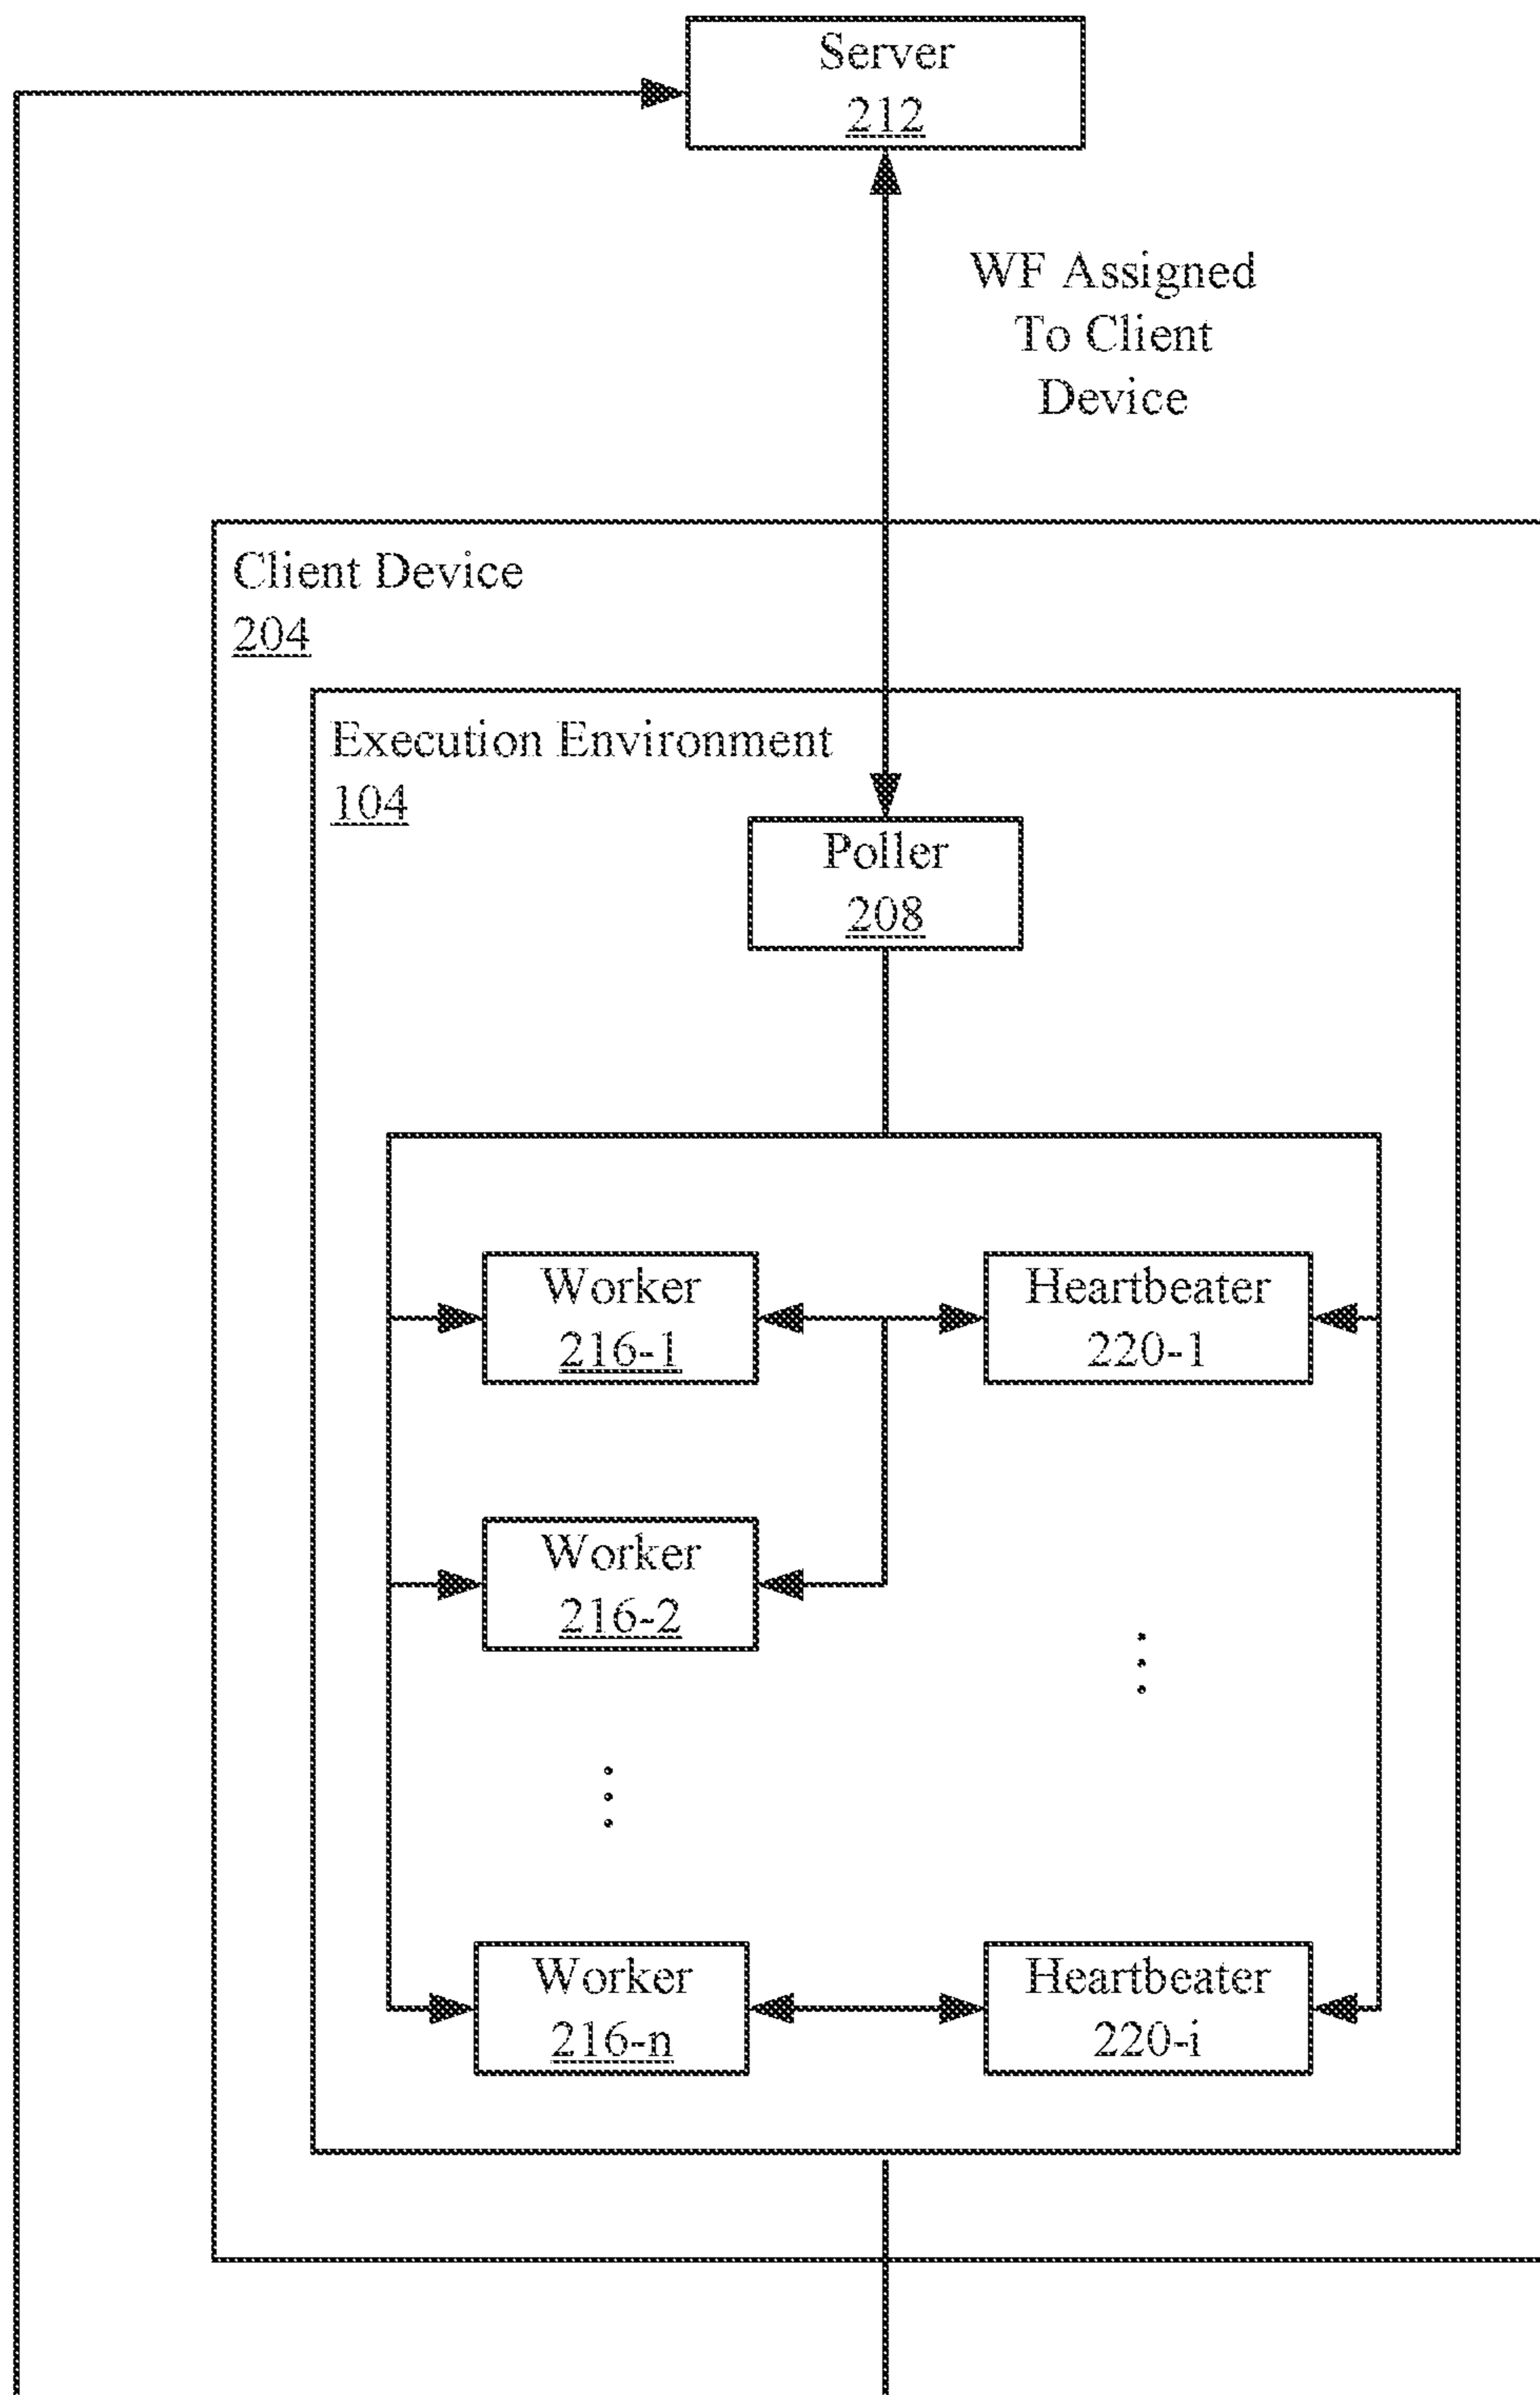 Server
212
WF Assigned
To Client
Device
Client Device
204
Execution Environment
104
Poller
208
Worker
216-1
Heartbeater
220-1
Worker
216-2
Worker
216-n
Heartbeater
220-i